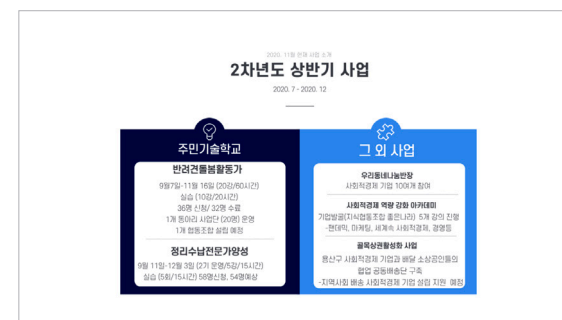 2020. 11월 현재 사업 소개
2차년도 상반기 사업
2020. 7 - 2020. 12
주민기술학교
반려견돌봄활동가
9월7일-11월 16일 (20강/60시간)
실습 (10강/20시간)
36명 신청/ 32명 수료
1개 동아리 사업단 (20명) 운영
1개 협동조합 설립 예정
정리수납전문가양성
9월 11일-12월 3일 (2기 운영/5강/15시간)
실습 (5회/15시간) 58명신청, 54명예상
그 외 사업
우리동네나눔반장
사회적경제 기업 10여개 참여
사회적경제 역량 강화 아카데미
기업발굴(지식협동조합 좋은나라) 5개 강의 진행
-현대믹, 마케팅, 세계속 사회적경제, 경영등
골목상권활성화 사업
용산구 사회적경제 기업과 배달 소상공인들의
협업 공동배송단 구축
-지역사회 배송 사회적경제 기업 설립 지원 예정